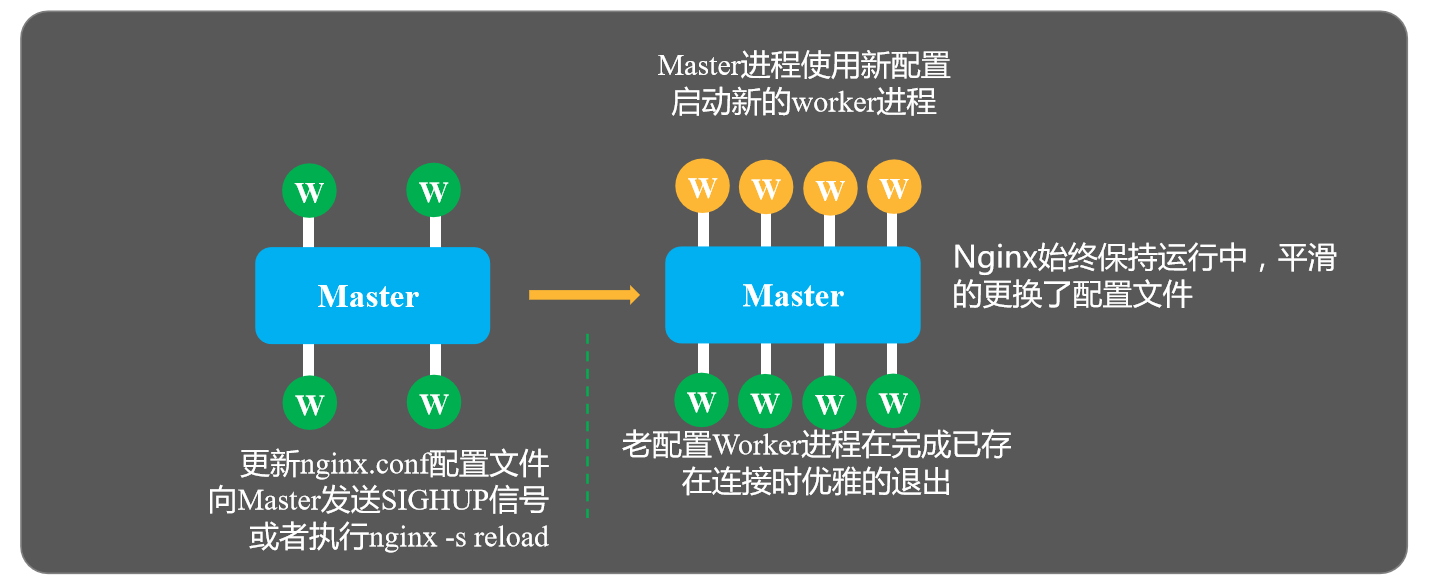 Master进程使用新配置
启动新的worker进程
W W
W W W W
Master
Master
Nginx始终保持运行中，平滑
的更换了配置文件
W W
W W W W
更新nginx.conf配置文件
向Master发送SIGHUP信号
或者执行nginx -s reload
老配置Worker进程在完成已存
在连接时优雅的退出